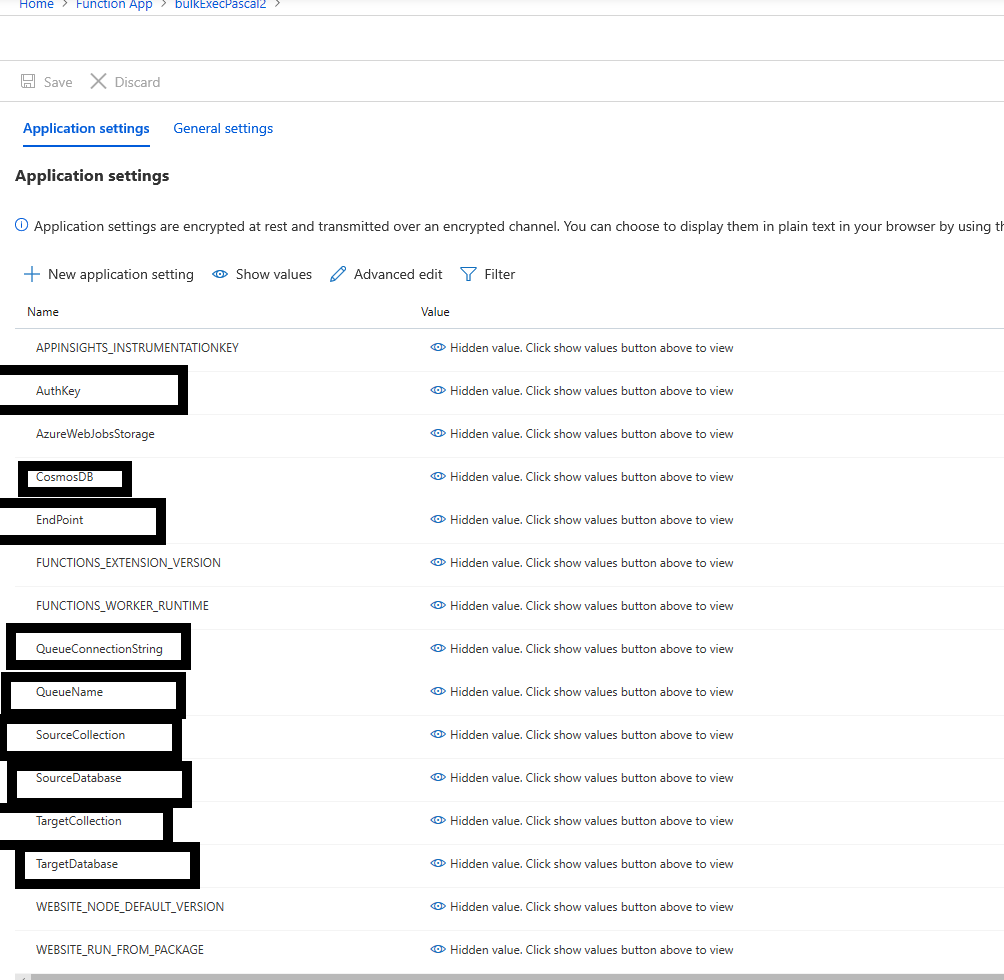 Home > Function App > bulkExecPascal2 >
Save Discard
Application settings General settings
Application settings
Application settings are encrypted at rest and transmitted over an encrypted channel. You can choose to display them in plain text in your browser by using
New application setting Show values Advanced edit Filter
Name Value
APPINSIGHTS_INSTRUMENTATIONKEY Hidden value. Click show values button above to view
AuthKey Hidden value. Click show values button above to view
AzureWebJobsStorage Hidden value. Click show values button above to view
CosmosDB Hidden value. Click show values button above to view
EndPoint Hidden value. Click show values button above to view
FUNCTIONS_EXTENSION_VERSION Hidden value. Click show values button above to view
FUNCTIONS_WORKER_RUNTIME Hidden value. Click show values button above to view
QueueConnectionString Hidden value. Click show values button above to view
QueueName Hidden value. Click show values button above to view
SourceCollection Hidden value. Click show values button above to view
SourceDatabase Hidden value. Click show values button above to view
TargetCollection Hidden value. Click show values button above to view
TargetDatabase Hidden value. Click show values button above to view
WEBSITE_NODE_DEFAULT_VERSION Hidden value. Click show values button above to view
WEBSITE_RUN_FROM_PACKAGE Hidden value. Click show values button above to view